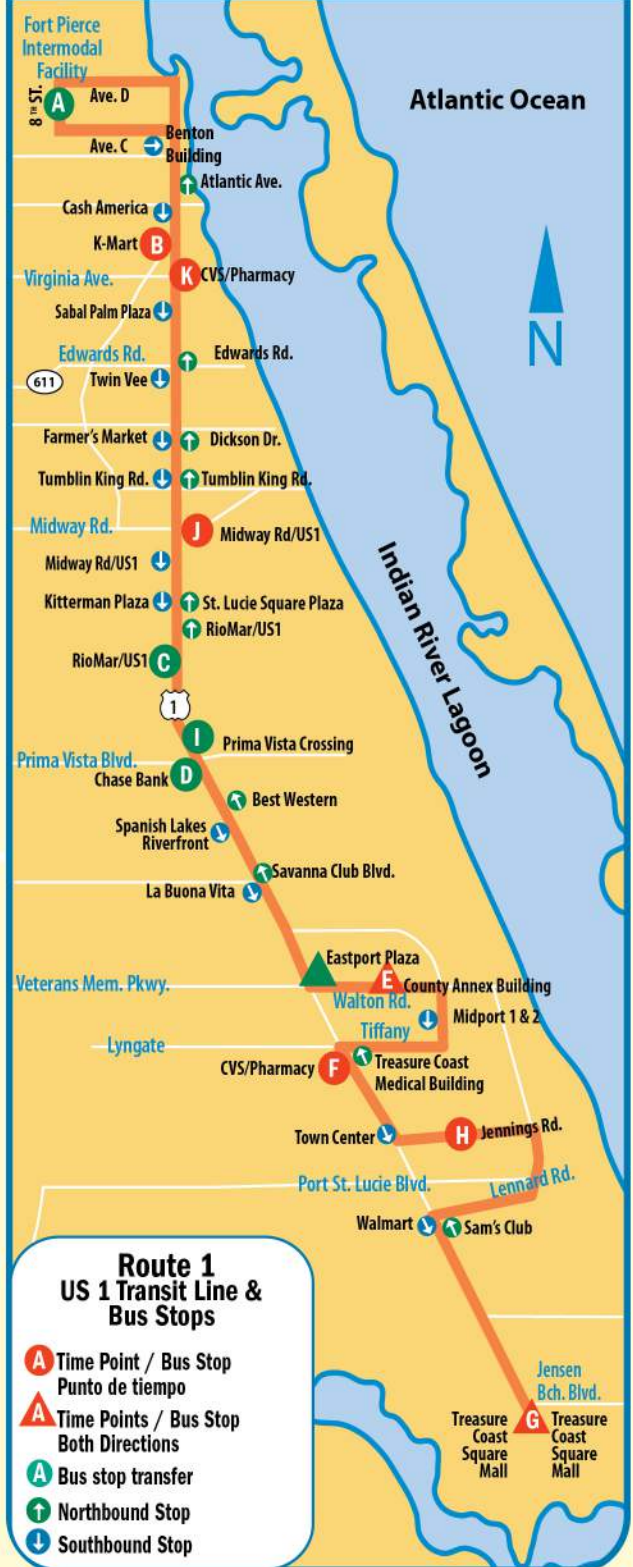 Fort Pierce
Intermodal
Facility
8TH ST.
A
Ave. D
Atlantic Ocean
Ave. C
Benton
Building
Atlantic Ave.
Cash America
K-Mart
B
Virginia Ave.
K
CVS/Pharmacy
Sabal Palm Plaza
N
Edwards Rd.
Edwards Rd.
611
Twin Vee
Farmer's Market
Dickson Dr.
Tumblin King Rd.
Tumblin King Rd.
Midway Rd.
J
Midway Rd/US1
Midway Rd/US1
Kitterman Plaza
St. Lucie Square Plaza
RioMar/US1
RioMar/US1
C
Indian River Lagoon
1
I
Prima Vista Crossing
Prima Vista Blvd.
Chase Bank
D
Best Western
Spanish Lakes
Riverfront
Savanna Club Blvd.
La Buona Vita
Eastport Plaza
Veterans Mem. Pkwy.
E
County Annex Building
Walton Rd.
Midport 1 & 2
Tiffany
Lyngate
CVS/Pharmacy
F
Treasure Coast
Medical Building
Town Center
H
Jennings Rd.
Port St. Lucie Blvd.
Lennard Rd.
Walmart
Sam's Club
Jensen
Bch. Blvd.
Treasure
Coast
Square
Mall
G
Treasure
Coast
Square
Mall
Route 1
US 1 Transit Line &
Bus Stops
A Time Point / Bus Stop
Punto de tiempo
A Time Points / Bus Stop
Both Directions
A Bus stop transfer
Northbound Stop
Southbound Stop